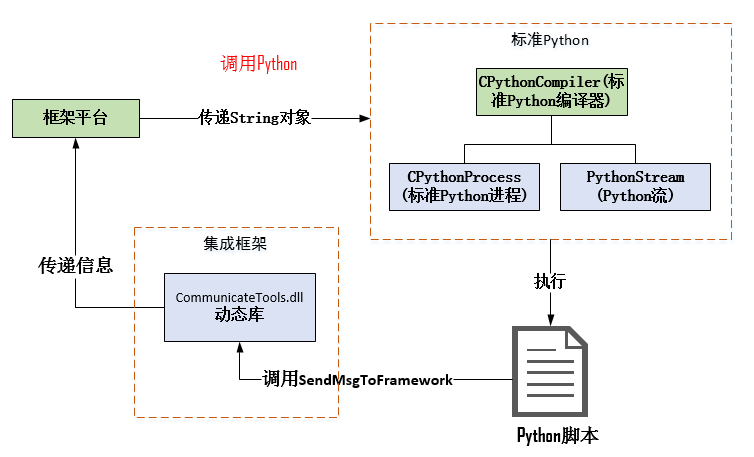 标准Python
调用Python
CPythonCompiler(标
准Python编译器)
框架平台
传递String对象
CPythonProcess
(标准Python进程)
PythonStream
(Python流)
集成框架
传递信息
CommunicateTools.dll
动态库
执行
调用SendMsgToFramework
Python脚本